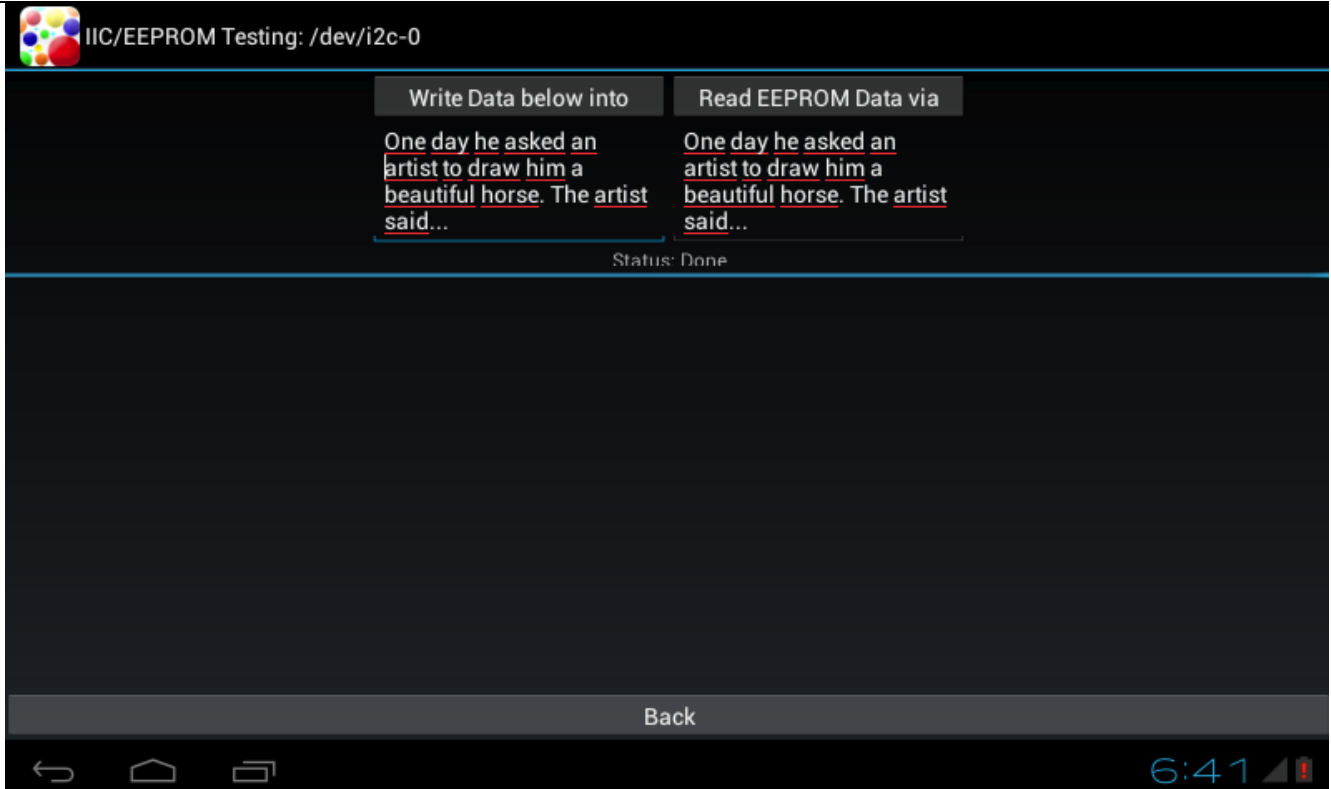 IIC/EEPROM Testing: /dev/i2c-0
Write Data below into
Read EEPROM Data via
One day he asked an
artist to draw him a
beautiful horse. The artist
said...
One day he asked an
artist to draw him a
beautiful horse. The artist
said...
Status: Done
Back
6:41